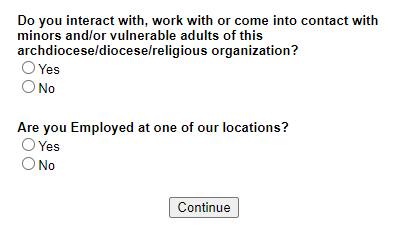 Do you interact with, work with or come into contact with
minors and/or vulnerable adults of this
archdiocese/diocese/religious organization?
Yes
No
Are you Employed at one of our locations?
Yes
No
Continue